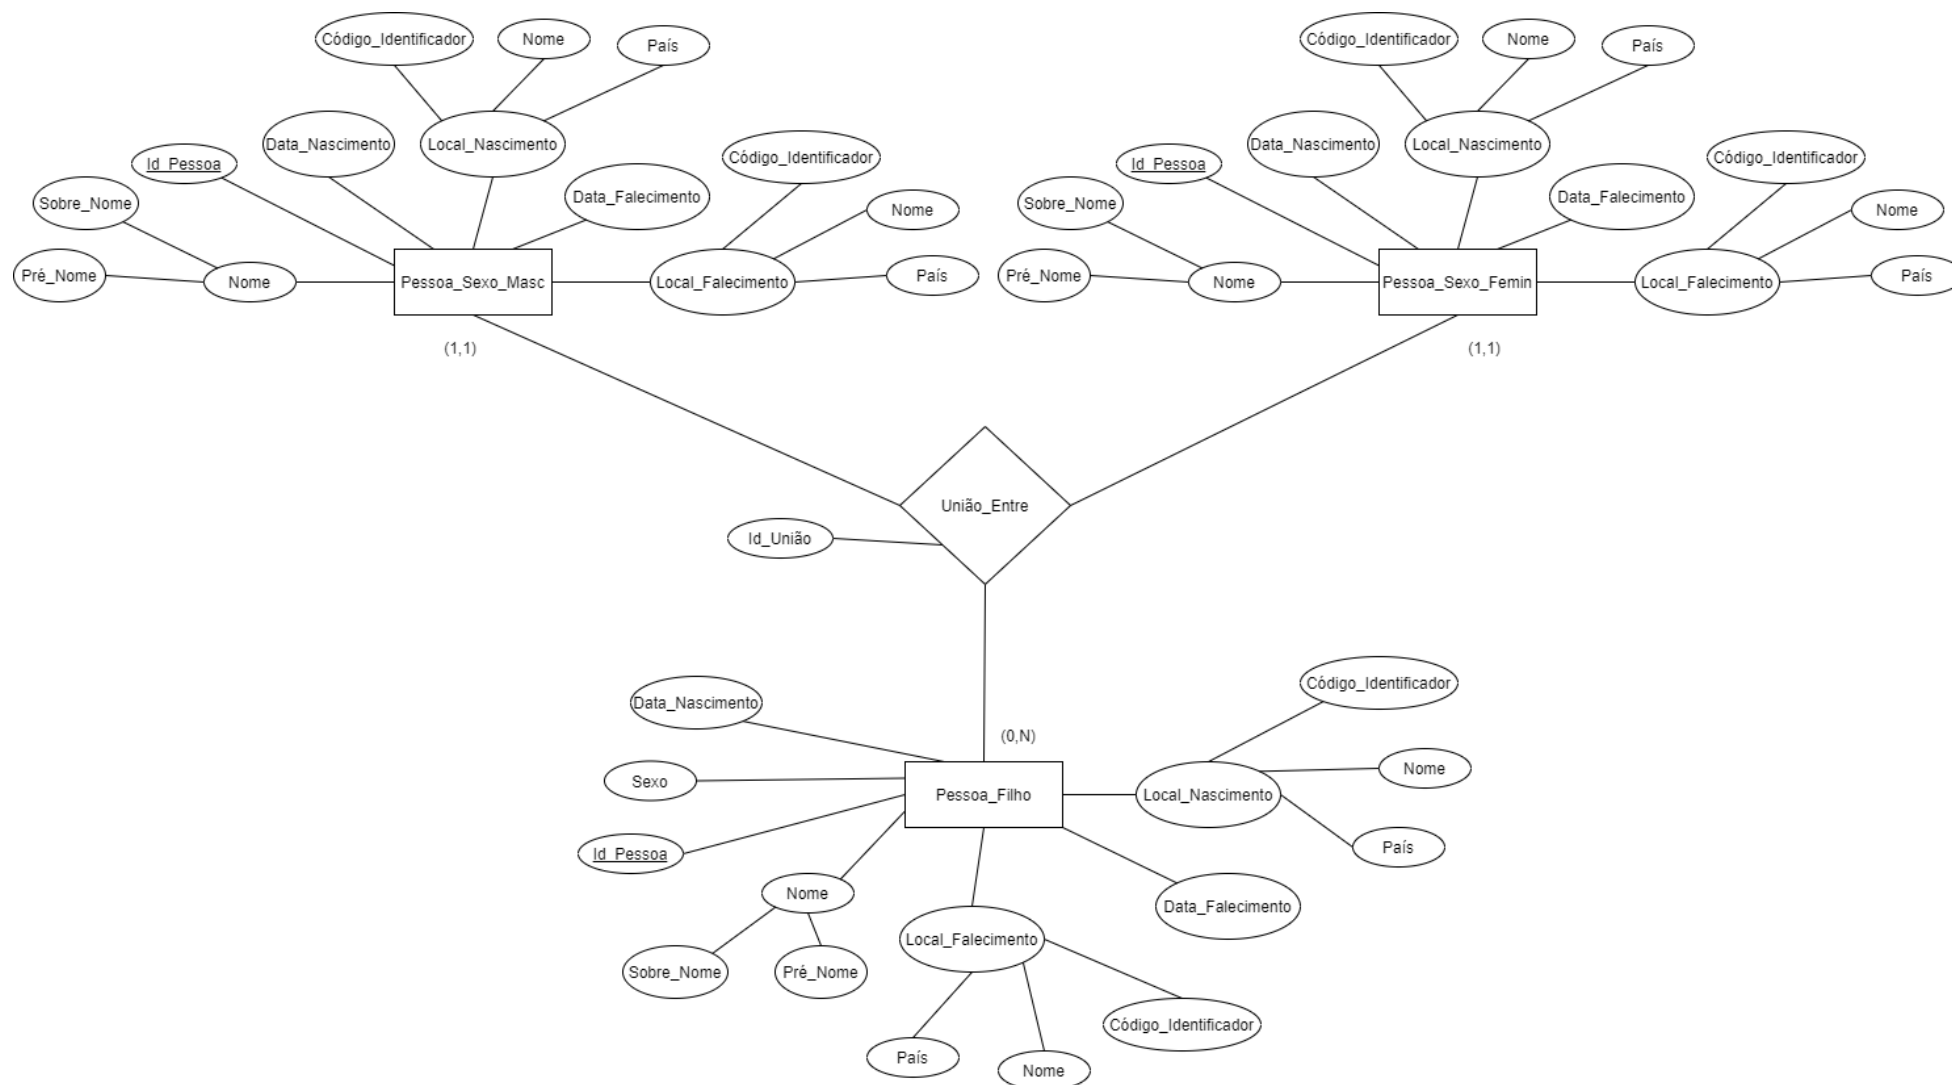 Código_Identificador
Nome
País
Data_Nascimento
Local_Nascimento
Código_Identificador
Id_Pessoa
Data_Falecimento
Sobre_Nome
Nome
Pré_Nome
Nome
Pessoa_Sexo_Masc
Local_Falecimento
País
(1,1)
Código_Identificador
Nome
País
Data_Nascimento
Local_Nascimento
Código_Identificador
Id_Pessoa
Data_Falecimento
Sobre_Nome
Nome
Pré_Nome
Nome
Pessoa_Sexo_Femin
Local_Falecimento
País
(1,1)
União_Entre
Id_União
Código_Identificador
Data_Nascimento
(0,N)
Nome
Sexo
Pessoa_Filho
Local_Nascimento
País
Id_Pessoa
Nome
Data_Falecimento
Local_Falecimento
Sobre_Nome
Pré_Nome
Código_Identificador
País
Nome